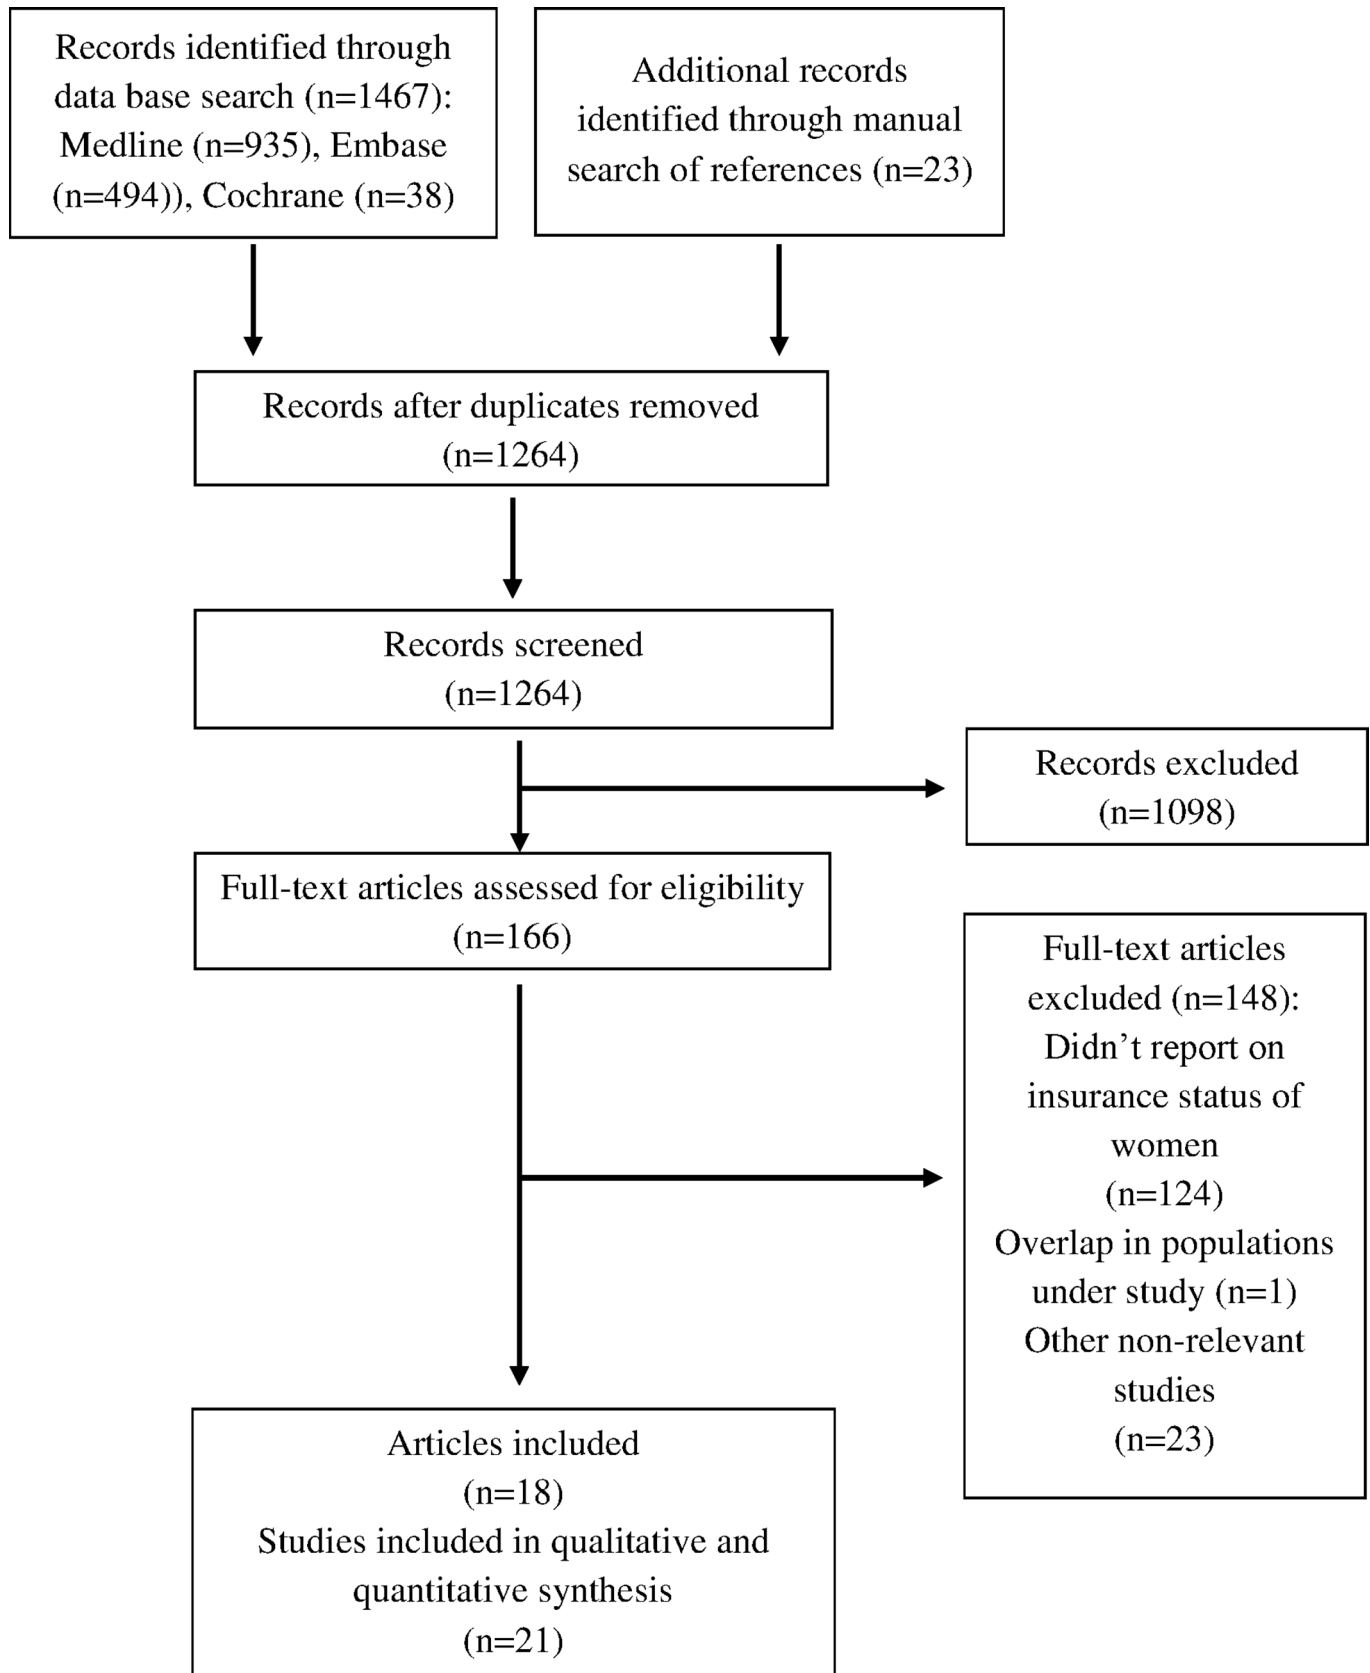 Records identified through
data base search (n=1467):
Medline (n=935), Embase
(n=494)), Cochrane (n=38)
Additional records
identified through manual
search of references (n=23)
Records after duplicates removed
(n=1264)
Records screened
(n=1264)
Records excluded
(n=1098)
Full-text articles assessed for eligibility
(n=166)
Full-text articles
excluded (n=148):
Didn’t report on
insurance status of
women
(n=124)
Overlap in populations
under study (n=1)
Other non-relevant
studies
(n=23)
Articles included
(n=18)
Studies included in qualitative and
quantitative synthesis
(n=21)